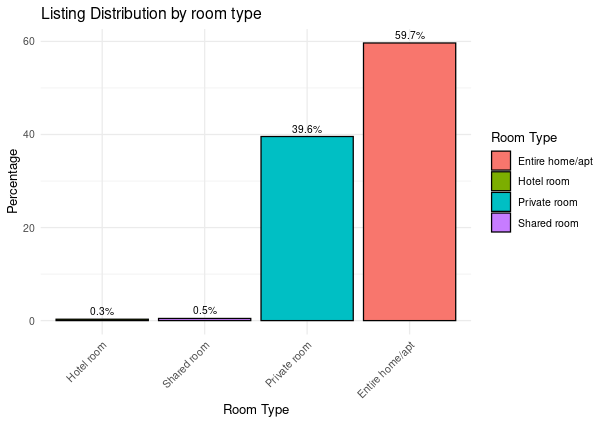 Listing Distribution by room type
Percentage
60
40
20
0
0.3%
0.5%
39.6%
59.7%
Hotel room
Shared room
Private room
Entire home/apt
Room Type
Room Type
Entire home/apt
Hotel room
Private room
Shared room